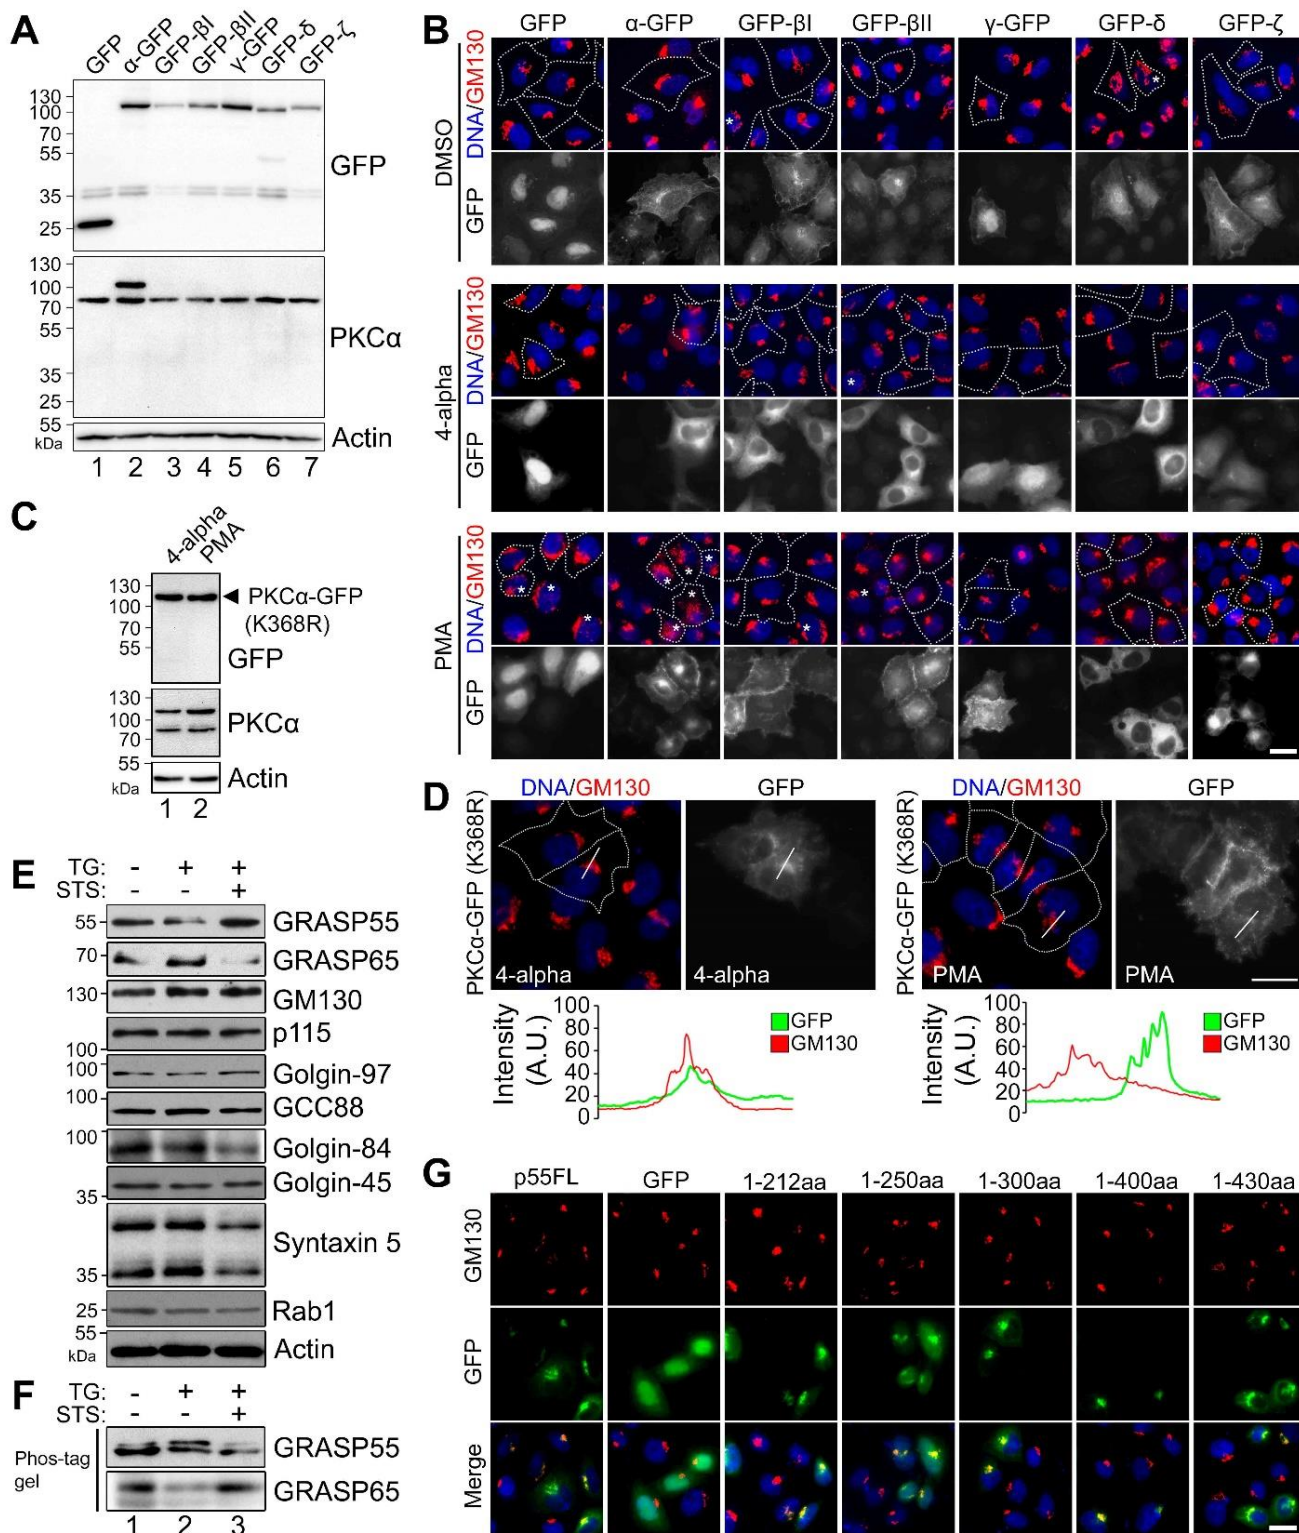 A
GFP
α-GFP
GFP-βI
GFP-βII
γ-GFP
GFP-δ
GFP-ζ
130
100
55
35
25
GFP
130
100
70
55
35
25
PKCα
55
kDa
Actin
1 2 3 4 5 6 7
B
GFP α-GFP GFP-βI GFP-βII γ-GFP GFP-δ GFP-ζ
DMSO
DNA/GM130
GFP
*
*
4-alpha
DNA/GM130
GFP
*
PMA
DNA/GM130
GFP
* * * * * * * * * *
C
4-alpha
PMA
130
100
70
55
PKCα-GFP
(K368R)
GFP
130
100
70
PKCα
55
kDa
Actin
1 2
D
PKCα-GFP (K368R)
DNA/GM130 GFP
4-alpha 4-alpha
Intensity
(A.U.)
100
80
60
40
20
0
GFP
GM130
PKCα-GFP (K368R)
DNA/GM130 GFP
PMA PMA
Intensity
(A.U.)
100
80
60
40
20
0
GFP
GM130
E
TG: - + +
STS: - - +
55 GRASP55
70 GRASP65
130 GM130
100 p115
100 Golgin-97
100 GCC88
100 Golgin-84
35 Golgin-45
35 Syntaxin 5
25 Rab1
55
kDa Actin
F
TG: - + +
STS: - - +
Phos-tag
gel
GRASP55
GRASP65
1 2 3
G
p55FL GFP 1-212aa 1-250aa 1-300aa 1-400aa 1-430aa
GM130
GFP
Merge